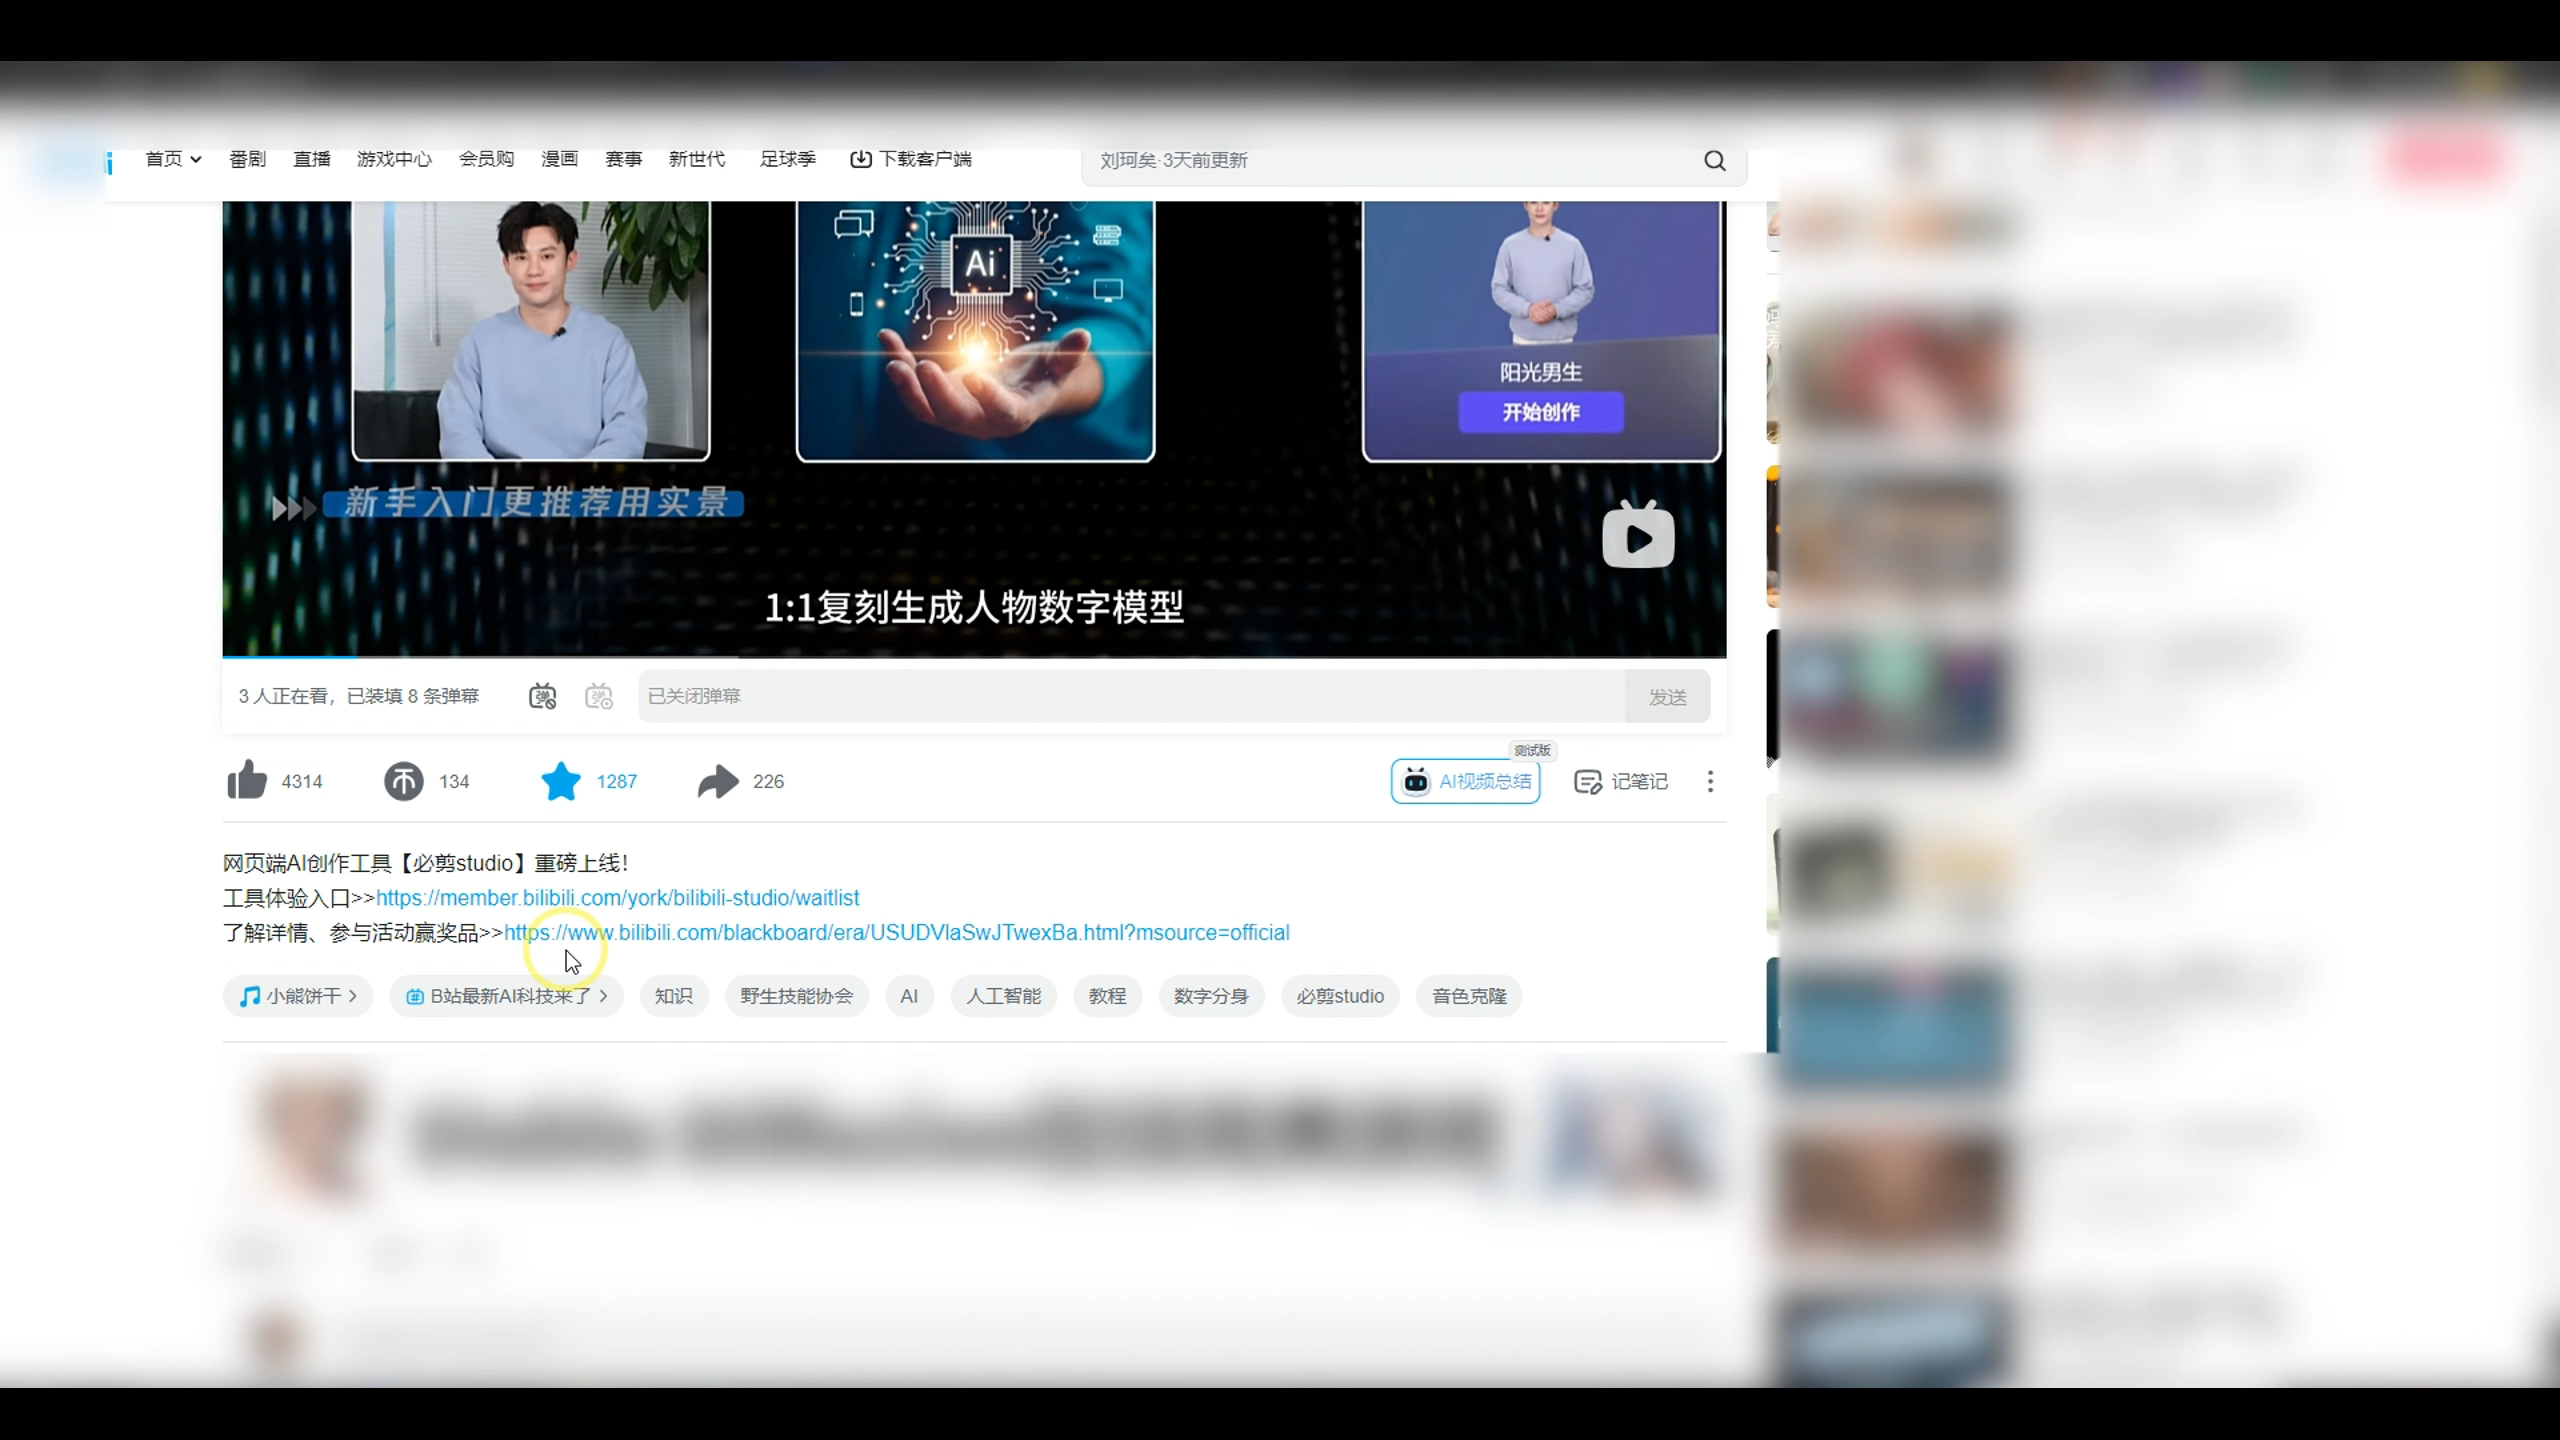 首页 番剧 直播 游戏中心 会员购 漫画 赛事 新世代 足球季 下载客户端 刘珂矣·3天前更新
Ai
阳光男生
开始创作
新手入门更推荐用实景
1:1复刻生成人物数字模型
3 人正在看，已装填 8 条弹幕 已关闭弹幕 发送
测试版
4314 134 1287 226 AI视频总结 记笔记
网页端AI创作工具【必剪studio】重磅上线！
工具体验入口>>https://member.bilibili.com/york/bilibili-studio/waitlist
了解详情、参与活动赢奖品>>https://www.bilibili.com/blackboard/era/USUDVlaSwJTwexBa.html?msource=official
小熊饼干 B站最新AI科技来了 知识 野生技能协会 AI 人工智能 教程 数字分身 必剪studio 音色克隆